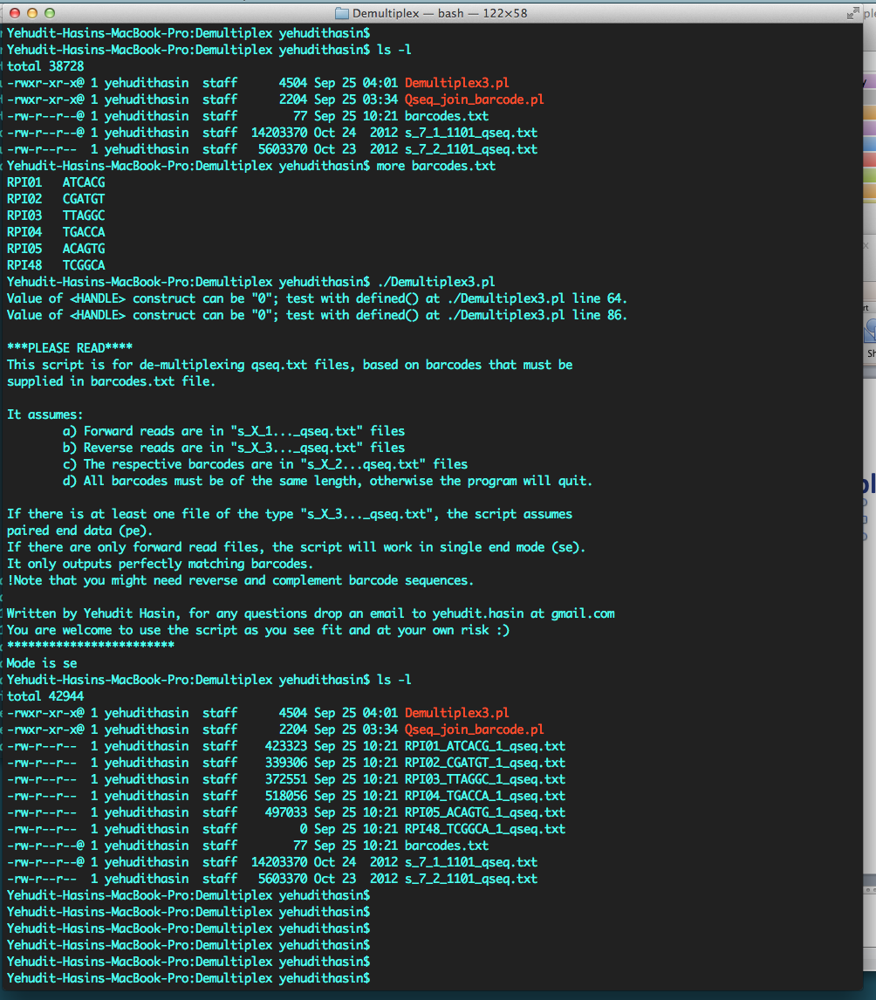 Demultiplex — bash — 122×58
Yehudit-Hasins-MacBook-Pro:Demultiplex yehudithasin$
Yehudit-Hasins-MacBook-Pro:Demultiplex yehudithasin$ ls -l
total 38728
-rwxr-xr-x@ 1 yehudithasin  staff      4504 Sep 25 04:01 Demultiplex3.pl
-rwxr-xr-x@ 1 yehudithasin  staff      2204 Sep 25 03:34 Qseq_join_barcode.pl
-rw-r--r--@ 1 yehudithasin  staff        77 Sep 25 10:21 barcodes.txt
-rw-r--r--@ 1 yehudithasin  staff  14203370 Oct 24  2012 s_7_1_1101_qseq.txt
-rw-r--r--  1 yehudithasin  staff   5603370 Oct 23  2012 s_7_2_1101_qseq.txt
Yehudit-Hasins-MacBook-Pro:Demultiplex yehudithasin$ more barcodes.txt
RPI01   ATCACG
RPI02   CGATGT
RPI03   TTAGGC
RPI04   TGACCA
RPI05   ACAGTG
RPI48   TCGGCA
Yehudit-Hasins-MacBook-Pro:Demultiplex yehudithasin$ ./Demultiplex3.pl
Value of <HANDLE> construct can be "0"; test with defined() at ./Demultiplex3.pl line 64.
Value of <HANDLE> construct can be "0"; test with defined() at ./Demultiplex3.pl line 86.
***PLEASE READ****
This script is for de-multiplexing qseq.txt files, based on barcodes that must be
supplied in barcodes.txt file.
It assumes:
a) Forward reads are in "s_X_1..._qseq.txt" files
b) Reverse reads are in "s_X_3..._qseq.txt" files
c) The respective barcodes are in "s_X_2...qseq.txt" files
d) All barcodes must be of the same length, otherwise the program will quit.
If there is at least one file of the type "s_X_3..._qseq.txt", the script assumes
paired end data (pe).
If there are only forward read files, the script will work in single end mode (se).
It only outputs perfectly matching barcodes.
!Note that you might need reverse and complement barcode sequences.
Written by Yehudit Hasin, for any questions drop an email to yehudit.hasin at gmail.com
You are welcome to use the script as you see fit and at your own risk :)
************************
Mode is se
Yehudit-Hasins-MacBook-Pro:Demultiplex yehudithasin$ ls -l
total 42944
-rwxr-xr-x@ 1 yehudithasin  staff      4504 Sep 25 04:01 Demultiplex3.pl
-rwxr-xr-x@ 1 yehudithasin  staff      2204 Sep 25 03:34 Qseq_join_barcode.pl
-rw-r--r--  1 yehudithasin  staff    423323 Sep 25 10:21 RPI01_ATCACG_1_qseq.txt
-rw-r--r--  1 yehudithasin  staff    339306 Sep 25 10:21 RPI02_CGATGT_1_qseq.txt
-rw-r--r--  1 yehudithasin  staff    372551 Sep 25 10:21 RPI03_TTAGGC_1_qseq.txt
-rw-r--r--  1 yehudithasin  staff    518056 Sep 25 10:21 RPI04_TGACCA_1_qseq.txt
-rw-r--r--  1 yehudithasin  staff    497033 Sep 25 10:21 RPI05_ACAGTG_1_qseq.txt
-rw-r--r--  1 yehudithasin  staff         0 Sep 25 10:21 RPI48_TCGGCA_1_qseq.txt
-rw-r--r--@ 1 yehudithasin  staff        77 Sep 25 10:21 barcodes.txt
-rw-r--r--@ 1 yehudithasin  staff  14203370 Oct 24  2012 s_7_1_1101_qseq.txt
-rw-r--r--  1 yehudithasin  staff   5603370 Oct 23  2012 s_7_2_1101_qseq.txt
Yehudit-Hasins-MacBook-Pro:Demultiplex yehudithasin$
Yehudit-Hasins-MacBook-Pro:Demultiplex yehudithasin$
Yehudit-Hasins-MacBook-Pro:Demultiplex yehudithasin$
Yehudit-Hasins-MacBook-Pro:Demultiplex yehudithasin$
Yehudit-Hasins-MacBook-Pro:Demultiplex yehudithasin$
Yehudit-Hasins-MacBook-Pro:Demultiplex yehudithasin$